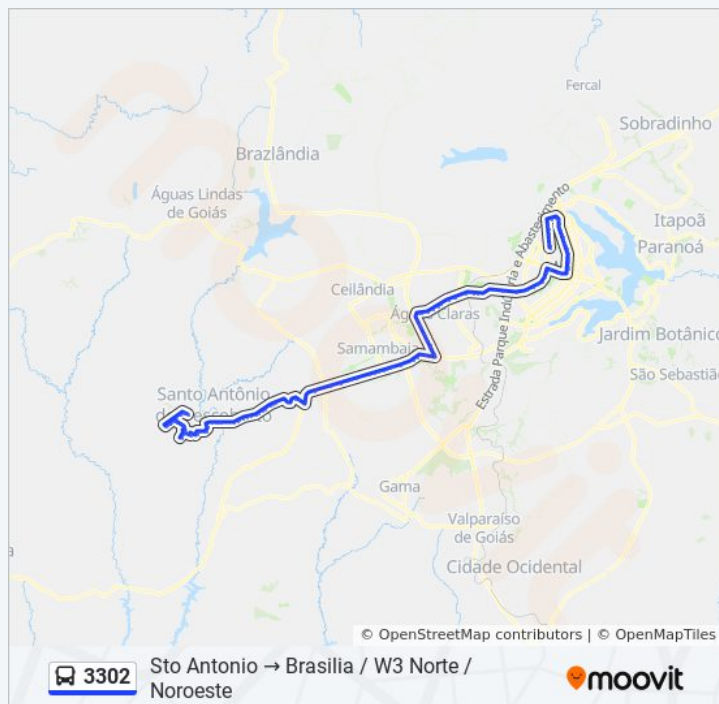 Fercal
Sobradinho
Brazlândia
Águas Lindas
de Goiás
Itapoã
Paranoá
Estrada Parque Indústria e Abastecimento
Ceilândia
Águas Claras
Jardim Botânico
Samambaia
São Sebastião
Santo Antônio
do Descoberto
Gama
Valparaíso
de Goiás
Cidade Ocidental
a
© OpenStreetMap contributors | © OpenMapTiles
3302
Sto Antonio → Brasilia / W3 Norte /
Noroeste
moovit